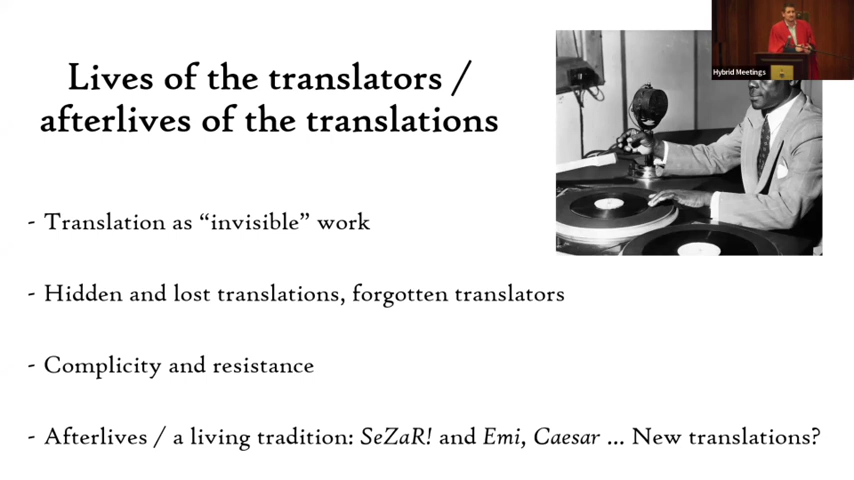 Lives of the translators /
afterlives of the translations
- Translation as “invisible” work
- Hidden and lost translations, forgotten translators
- Complicity and resistance
- Afterlives / a living tradition: SeZaR! and Emi, Caesar ... New translations?
Hybrid Meetings